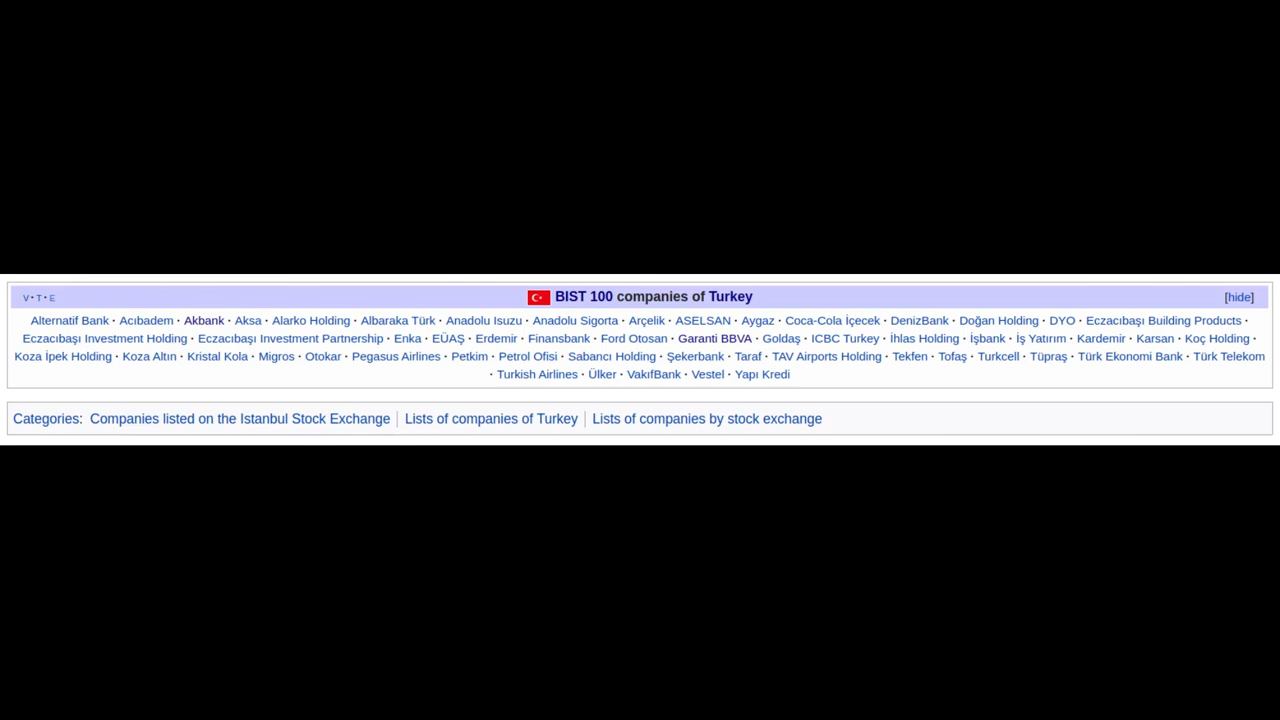 V · T · E BIST 100 companies of Turkey [hide]
Alternatif Bank · Acıbadem · Akbank · Aksa · Alarko Holding · Albaraka Türk · Anadolu Isuzu · Anadolu Sigorta · Arçelik · ASELSAN · Aygaz · Coca-Cola İçecek · DenizBank · Doğan Holding · DYO · Eczacıbaşı Building Products ·
Eczacıbaşı Investment Holding · Eczacıbaşı Investment Partnership · Enka · EÜAŞ · Erdemir · Finansbank · Ford Otosan · Garanti BBVA · Goldaş · ICBC Turkey · İhlas Holding · İşbank · İş Yatırım · Kardemir · Karsan · Koç Holding ·
Koza İpek Holding · Koza Altın · Kristal Kola · Migros · Otokar · Pegasus Airlines · Petkim · Petrol Ofisi · Sabancı Holding · Şekerbank · Taraf · TAV Airports Holding · Tekfen · Tofaş · Turkcell · Tüpraş · Türk Ekonomi Bank · Türk Telekom
· Turkish Airlines · Ülker · VakıfBank · Vestel · Yapı Kredi
Categories: Companies listed on the Istanbul Stock Exchange | Lists of companies of Turkey | Lists of companies by stock exchange